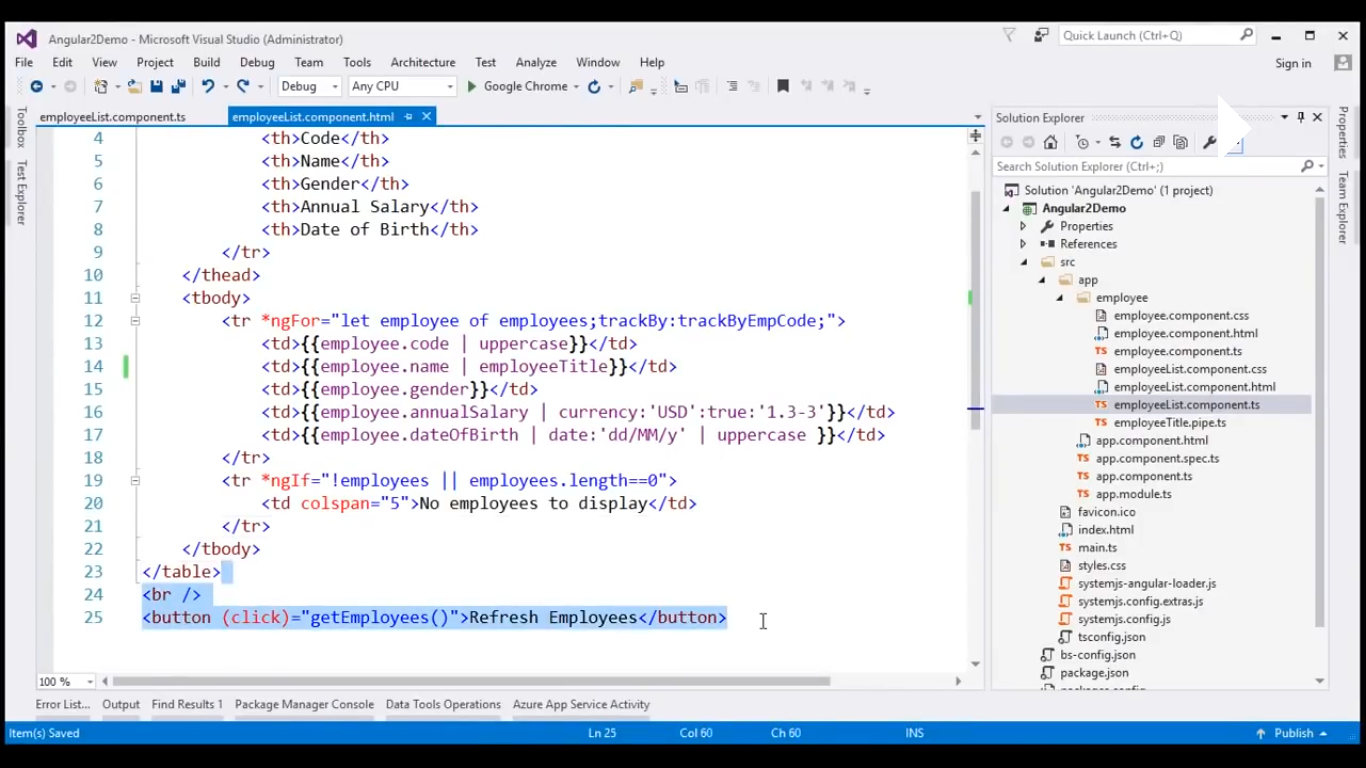 Angular2Demo - Microsoft Visual Studio (Administrator)
Quick Launch (Ctrl+Q)
File Edit View Project Build Debug Team Tools Architecture Test Analyze Window Help
Sign in
Debug Any CPU Google Chrome
employeeList.component.ts employeeList.component.html
Toolbox
Test Explorer
4 <th>Code</th>
5 <th>Name</th>
6 <th>Gender</th>
7 <th>Annual Salary</th>
8 <th>Date of Birth</th>
9 </tr>
10 </thead>
11 <tbody>
12 <tr *ngFor="let employee of employees;trackBy:trackByEmpCode;">
13 <td>{{employee.code | uppercase}}</td>
14 <td>{{employee.name | employeeTitle}}</td>
15 <td>{{employee.gender}}</td>
16 <td>{{employee.annualSalary | currency:'USD':true:'1.3-3'}}</td>
17 <td>{{employee.dateOfBirth | date:'dd/MM/y' | uppercase }}</td>
18 </tr>
19 <tr *ngIf="!employees || employees.length==0">
20 <td colspan="5">No employees to display</td>
21 </tr>
22 </tbody>
23 </table>
24 <br />
25 <button (click)="getEmployees()">Refresh Employees</button>
100 %
Solution Explorer
Search Solution Explorer (Ctrl+;)
Solution 'Angular2Demo' (1 project)
Angular2Demo
Properties
References
src
app
employee
employee.component.css
employee.component.html
employee.component.ts
employeeList.component.css
employeeList.component.html
employeeList.component.ts
employeeTitle.pipe.ts
app.component.html
app.component.spec.ts
app.component.ts
app.module.ts
favicon.ico
index.html
main.ts
styles.css
systemjs-angular-loader.js
systemjs.config.extras.js
systemjs.config.js
tsconfig.json
bs-config.json
package.json
Properties
Team Explorer
Error List... Output Find Results 1 Package Manager Console Data Tools Operations Azure App Service Activity
Item(s) Saved Ln 25 Col 60 Ch 60 INS Publish